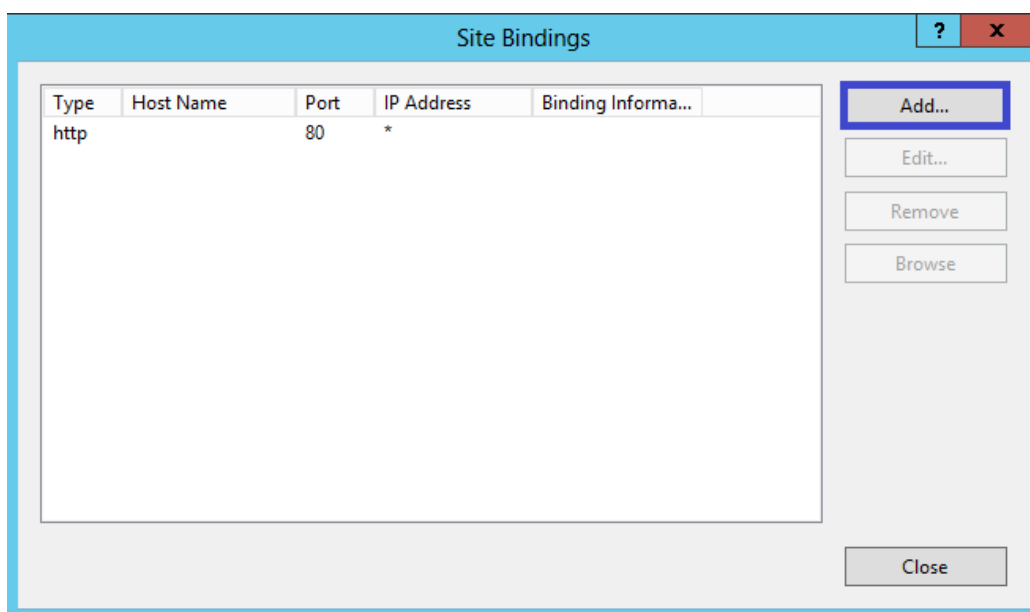 Site Bindings
? x
Type Host Name Port IP Address Binding Informa...
http 80 *
Add...
Edit...
Remove
Browse
Close